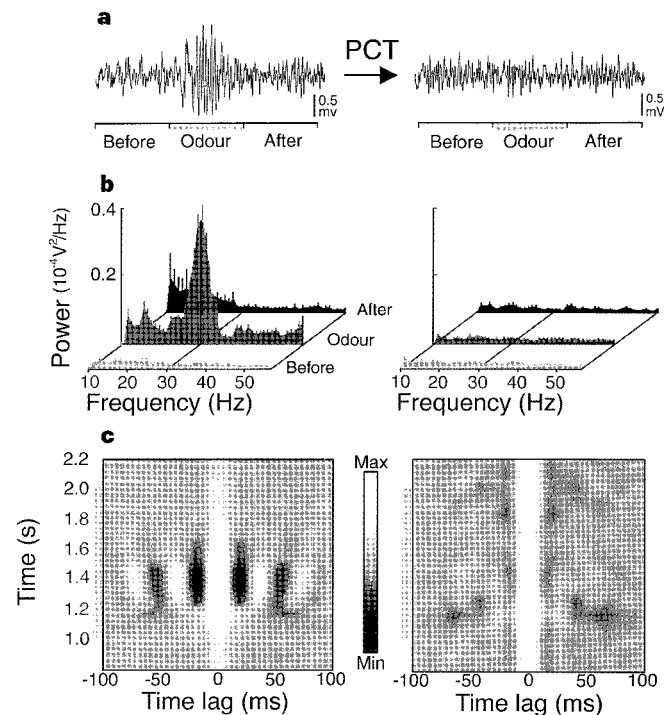 a
PCT
0.5
mV
0.5
mV
Before Odour After
Before Odour After
b
Power (10⁻⁴V²/Hz)
0.4
0.2
After
Odour
Before
10 20 30 40 50
Frequency (Hz)
10 20 30 40 50
Frequency (Hz)
c
Time (s)
2.2
2.0
1.8
1.6
1.4
1.2
1.0
-100 -50 0 50 100
Time lag (ms)
Max
Min
-100 -50 0 50 100
Time lag (ms)